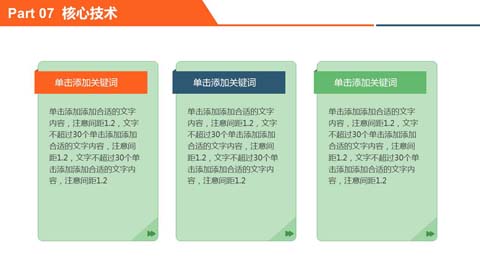 Part 07 核心技术
单击添加关键词
单击添加添加合适的文字
内容，注意间距1.2，文字
不超过30个单击添加添加
合适的文字内容，注意间
距1.2，文字不超过30个单
击添加添加合适的文字内
容，注意间距1.2
单击添加关键词
单击添加添加合适的文字
内容，注意间距1.2，文字
不超过30个单击添加添加
合适的文字内容，注意间
距1.2，文字不超过30个单
击添加添加合适的文字内
容，注意间距1.2
单击添加关键词
单击添加添加合适的文字
内容，注意间距1.2，文字
不超过30个单击添加添加
合适的文字内容，注意间
距1.2，文字不超过30个单
击添加添加合适的文字内
容，注意间距1.2